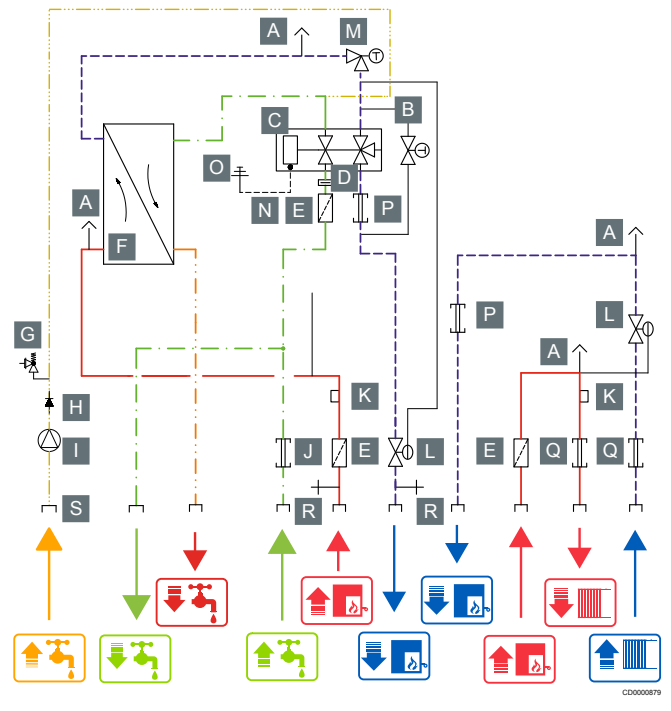 A M
B
C
O D
A N E P
F A
P L
G
A
K K
H
I J E L E Q Q
S R R
CD0000879